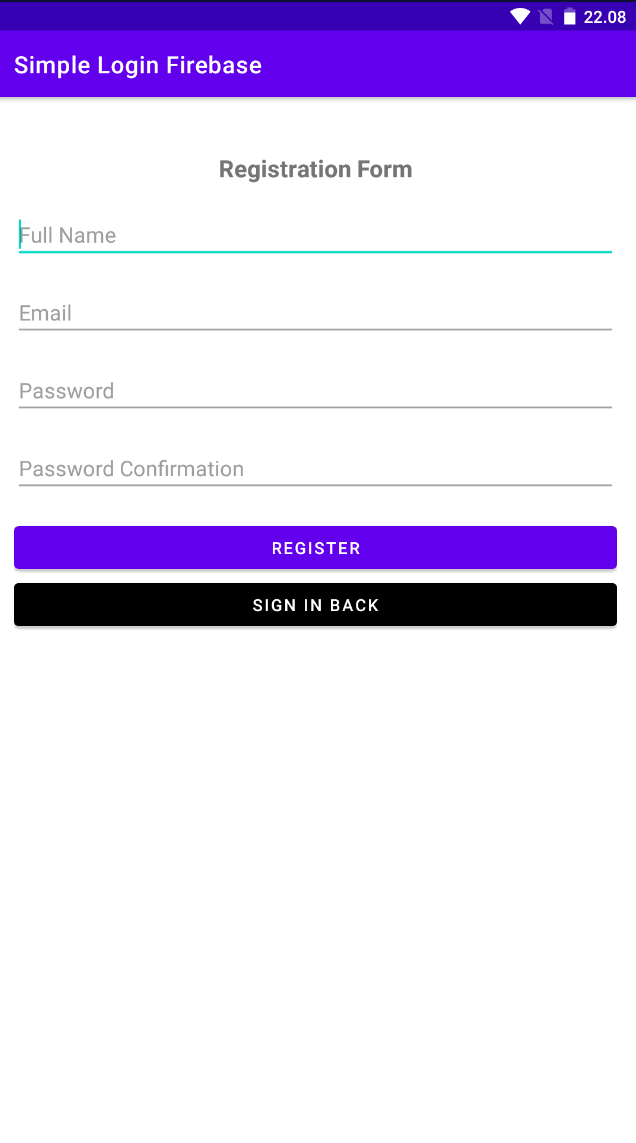 22.08
Simple Login Firebase
Registration Form
Full Name
Email
Password
Password Confirmation
REGISTER
SIGN IN BACK